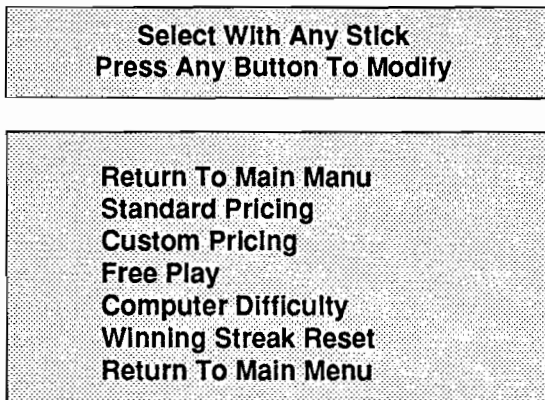 Select With Any Stick
Press Any Button To Modify
Return To Main Manu
Standard Pricing
Custom Pricing
Free Play
Computer Difficulty
Winning Streak Reset
Return To Main Menu